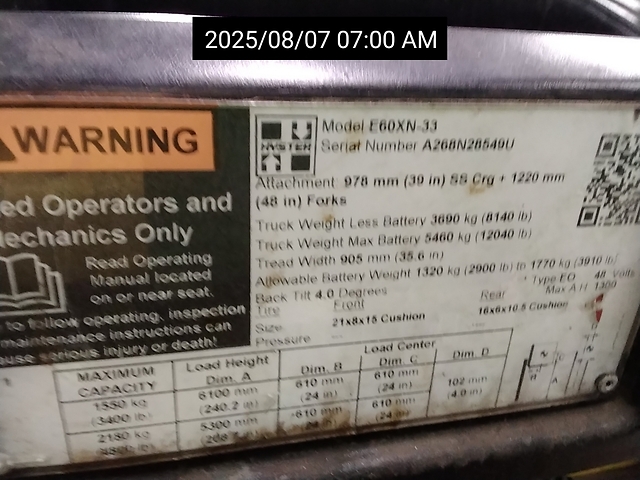 2025/08/07 07:00 AM
WARNING
ed Operators and
Mechanics Only
Read Operating
Manual located
on or near seat.
to follow operating, inspection
maintenance instructions can
use serious injury or death!
HYSTER
Model E60XN-33
Serial Number A268N28549U
Attachment 978 mm (39 in) SS Crg + 1220 mm
(48 in) Forks
Truck Weight Less Battery 3690 kg (8140 lb)
Truck Weight Max Battery 5460 kg (12040 lb)
Tread Width 905 mm (35.6 in)
Allowable Battery Weight 1320 kg (2900 lb) to 1770 kg (3910 lb)
Back Tilt 4.0 Degrees Type EO 48 Volts
Max A.H. 1300
Tire Front Rear
Size 21x8x15 Cushion 16x6x10.5 Cushion
Pressure --- ---
MAXIMUM CAPACITY Load Height Dim. A Load Center
Dim. B Dim. C Dim. D
1550 kg (3400 lb) 6100 mm (240.2 in) 610 mm (24 in) 610 mm (24 in) 102 mm (4.0 in)
2180 kg 5300 mm 610 mm 610 mm (24 in)